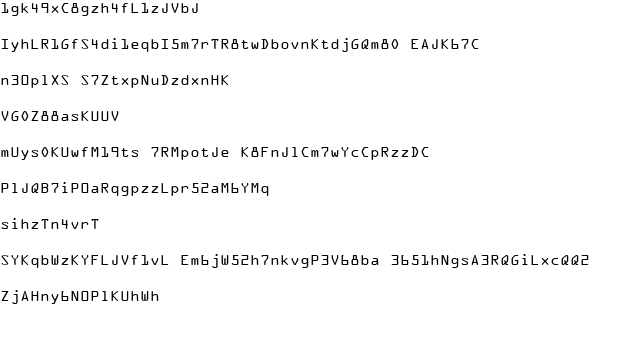 1gk49xC8gzh4fL1zJVbJ
IyhLR1GfS4di1eqbI5m7rTR8twDbovnKtdjGQm80 EAJK67C
n3Op1XS S7ZtxpNuDzdxnHK
VG0Z88asKUUV
mUys0KUwfM19ts 7RMpotJe K8FnJ1Cm7wYcCpRzzDC
P1JQB7iPOaRqgpzzLpr52aM6YMq
sihzTn4vrT
SYKqbWzKYFLJVf1vL Em6jW52h7nkvgP3V68ba 3651hNgsA3RQGiLxcQQ2
ZjAHny6NOP1KUhWh